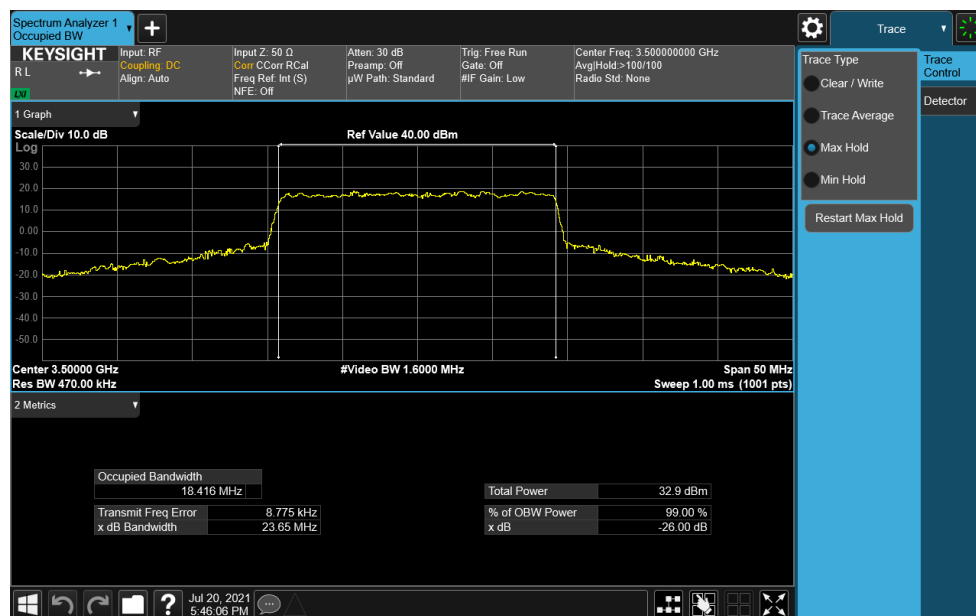 Spectrum Analyzer 1
Occupied BW
Trace
KEYSIGHT
R L
LXI
Input: RF
Coupling: DC
Align: Auto
Input Z: 50 Ω
Corr CCorr RCal
Freq Ref: Int (S)
NFE: Off
Atten: 30 dB
Preamp: Off
µW Path: Standard
Trig: Free Run
Gate: Off
#IF Gain: Low
Center Freq: 3.500000000 GHz
Avg|Hold:>100/100
Radio Std: None
Trace Type
Clear / Write
Trace Average
Max Hold
Min Hold
Restart Max Hold
Trace
Control
Detector
1 Graph
Scale/Div 10.0 dB
Ref Value 40.00 dBm
Log
30.0
20.0
10.0
0.00
-10.0
-20.0
-30.0
-40.0
-50.0
Center 3.50000 GHz
#Video BW 1.6000 MHz
Span 50 MHz
Res BW 470.00 kHz
Sweep 1.00 ms (1001 pts)
2 Metrics
Occupied Bandwidth
18.416 MHz
Total Power 32.9 dBm
Transmit Freq Error 8.775 kHz
% of OBW Power 99.00 %
x dB Bandwidth 23.65 MHz
x dB -26.00 dB
?
Jul 20, 2021
5:46:06 PM